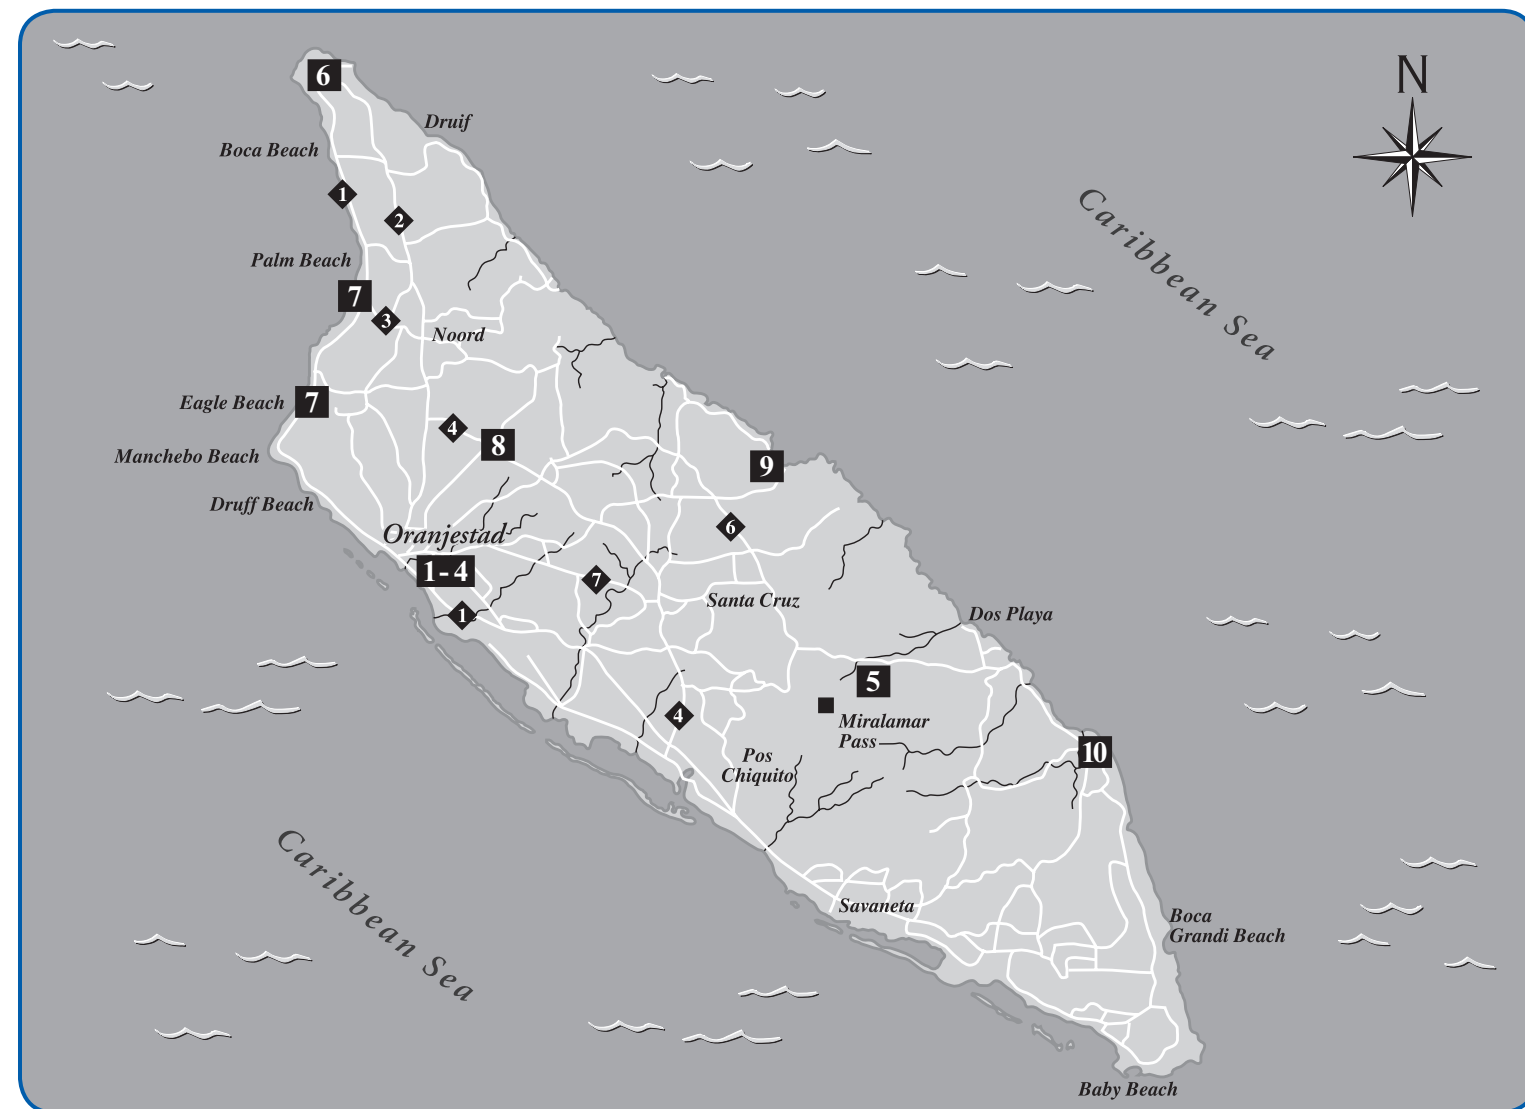 N
6
Druif
Boca Beach
1
2
Caribbean Sea
Palm Beach
7
3
Noord
Eagle Beach
7
4
8
Manchebo Beach
9
Druff Beach
6
Oranjestad
1-4
7
1
Santa Cruz
Dos Playa
5
4
Miralamar
Pass
Pos
Chiquito
10
Caribbean Sea
Savaneta
Boca
Grandi Beach
Baby Beach